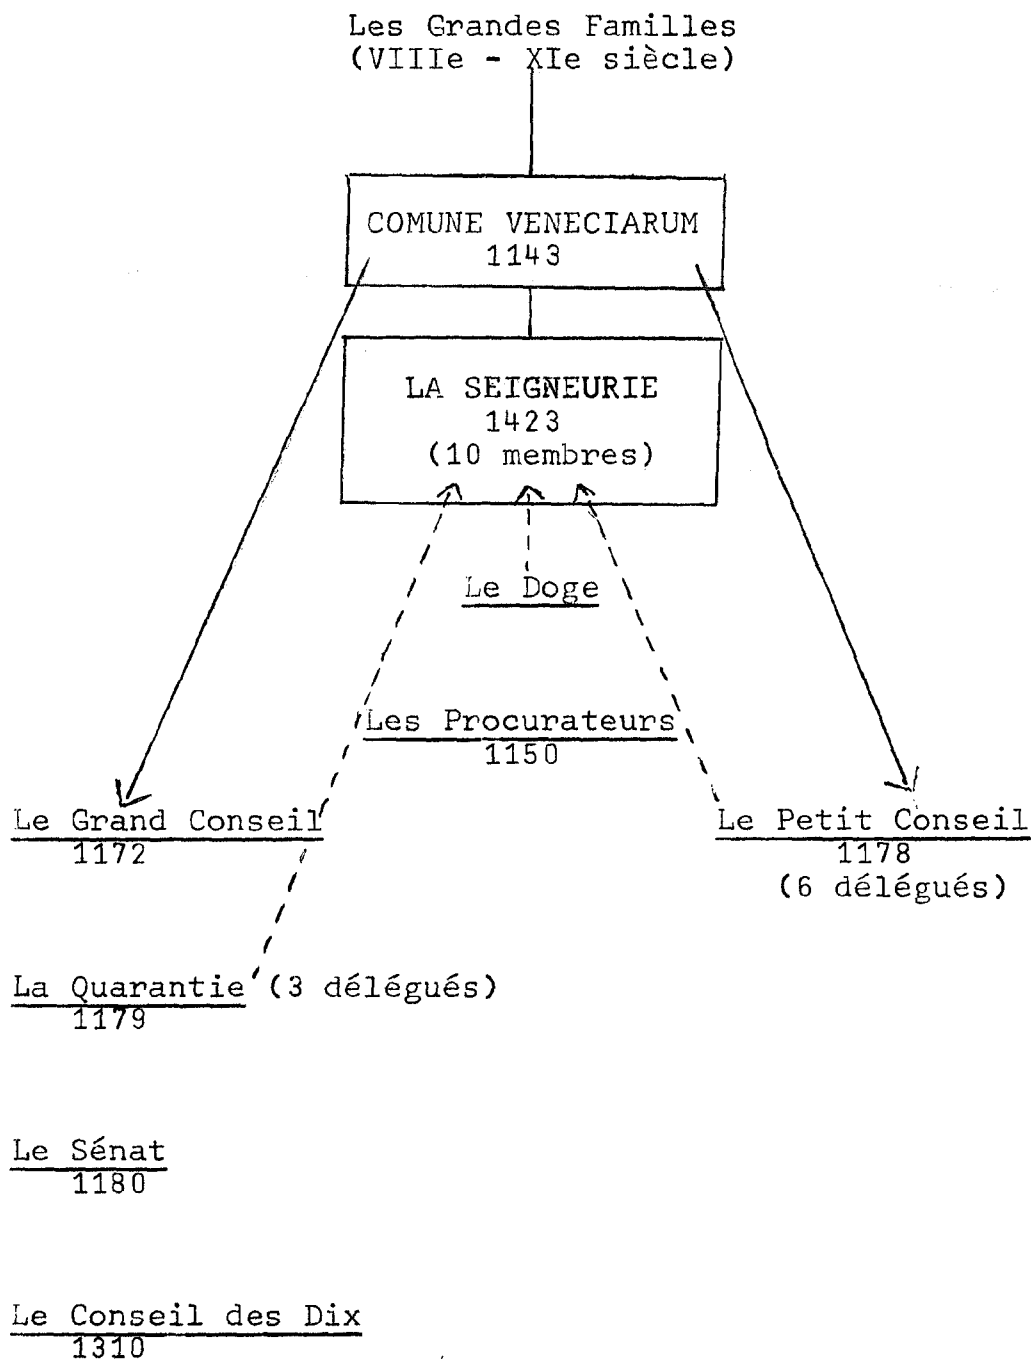 Les Grandes Familles
(VIIIe - XIe siècle)
COMUNE VENECIARUM
1143
LA SEIGNEURIE
1423
(10 membres)
Le Doge
Les Procurateurs
1150
Le Grand Conseil
1172
Le Petit Conseil
1178
(6 délégués)
La Quarantie (3 délégués)
1179
Le Sénat
1180
Le Conseil des Dix
1310